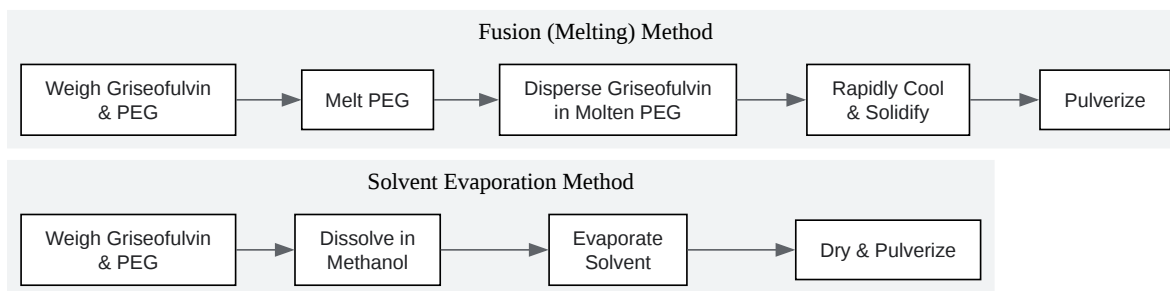 Fusion (Melting) Method
Weigh Griseofulvin
& PEG
Melt PEG
Disperse Griseofulvin
in Molten PEG
Rapidly Cool
& Solidify
Pulverize
Solvent Evaporation Method
Weigh Griseofulvin
& PEG
Dissolve in
Methanol
Evaporate
Solvent
Dry & Pulverize